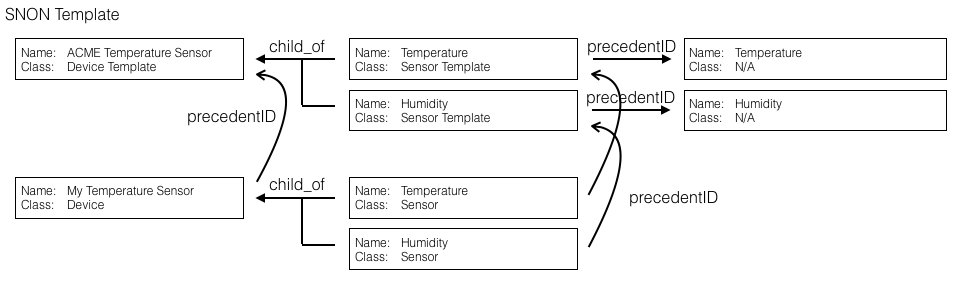 SNON Template
Name: ACME Temperature Sensor
Class: Device Template
child_of
Name: Temperature
Class: Sensor Template
precedentID
Name: Temperature
Class: N/A
Name: Humidity
Class: Sensor Template
precedentID
Name: Humidity
Class: N/A
precedentID
Name: My Temperature Sensor
Class: Device
child_of
Name: Temperature
Class: Sensor
precedentID
Name: Humidity
Class: Sensor